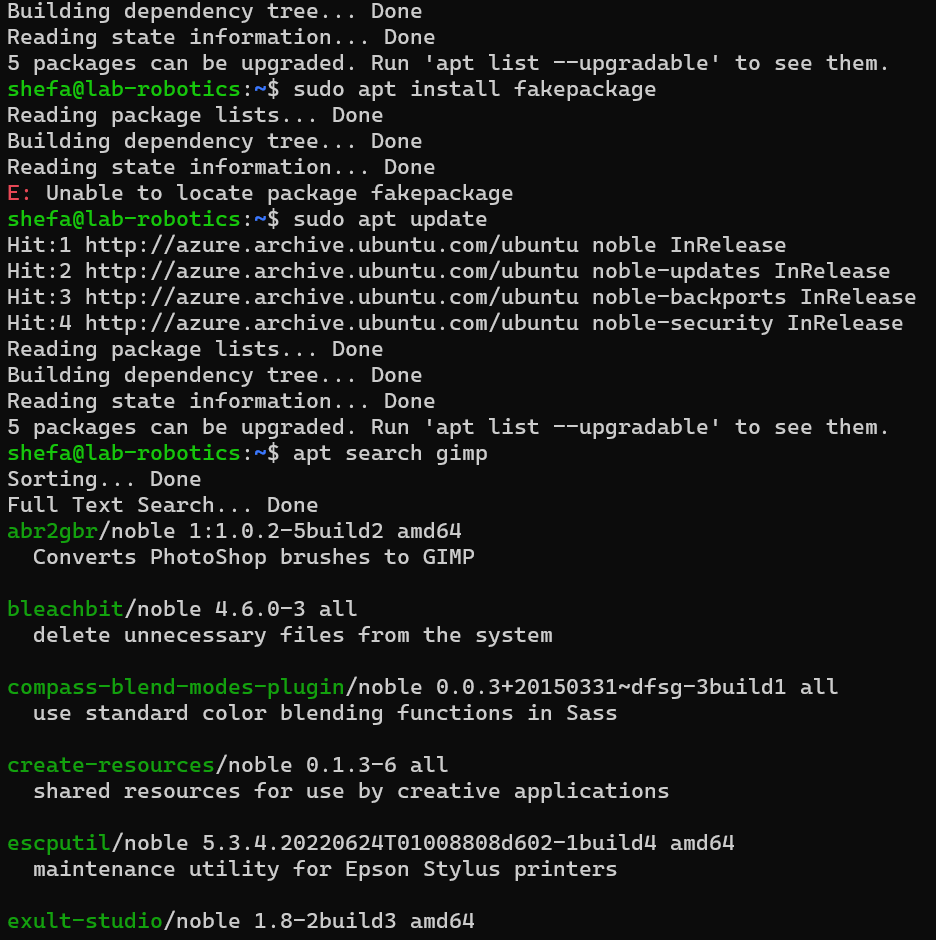 Building dependency tree... Done
Reading state information... Done
5 packages can be upgraded. Run 'apt list --upgradable' to see them.
shefa@lab-robotics:~$ sudo apt install fakepackage
Reading package lists... Done
Building dependency tree... Done
Reading state information... Done
E: Unable to locate package fakepackage
shefa@lab-robotics:~$ sudo apt update
Hit:1 http://azure.archive.ubuntu.com/ubuntu noble InRelease
Hit:2 http://azure.archive.ubuntu.com/ubuntu noble-updates InRelease
Hit:3 http://azure.archive.ubuntu.com/ubuntu noble-backports InRelease
Hit:4 http://azure.archive.ubuntu.com/ubuntu noble-security InRelease
Reading package lists... Done
Building dependency tree... Done
Reading state information... Done
5 packages can be upgraded. Run 'apt list --upgradable' to see them.
shefa@lab-robotics:~$ apt search gimp
Sorting... Done
Full Text Search... Done
abr2gbr/noble 1:1.0.2-5build2 amd64
  Converts PhotoShop brushes to GIMP

bleachbit/noble 4.6.0-3 all
  delete unnecessary files from the system

compass-blend-modes-plugin/noble 0.0.3+20150331~dfsg-3build1 all
  use standard color blending functions in Sass

create-resources/noble 0.1.3-6 all
  shared resources for use by creative applications

escputil/noble 5.3.4.20220624T01008808d602-1build4 amd64
  maintenance utility for Epson Stylus printers

exult-studio/noble 1.8-2build3 amd64